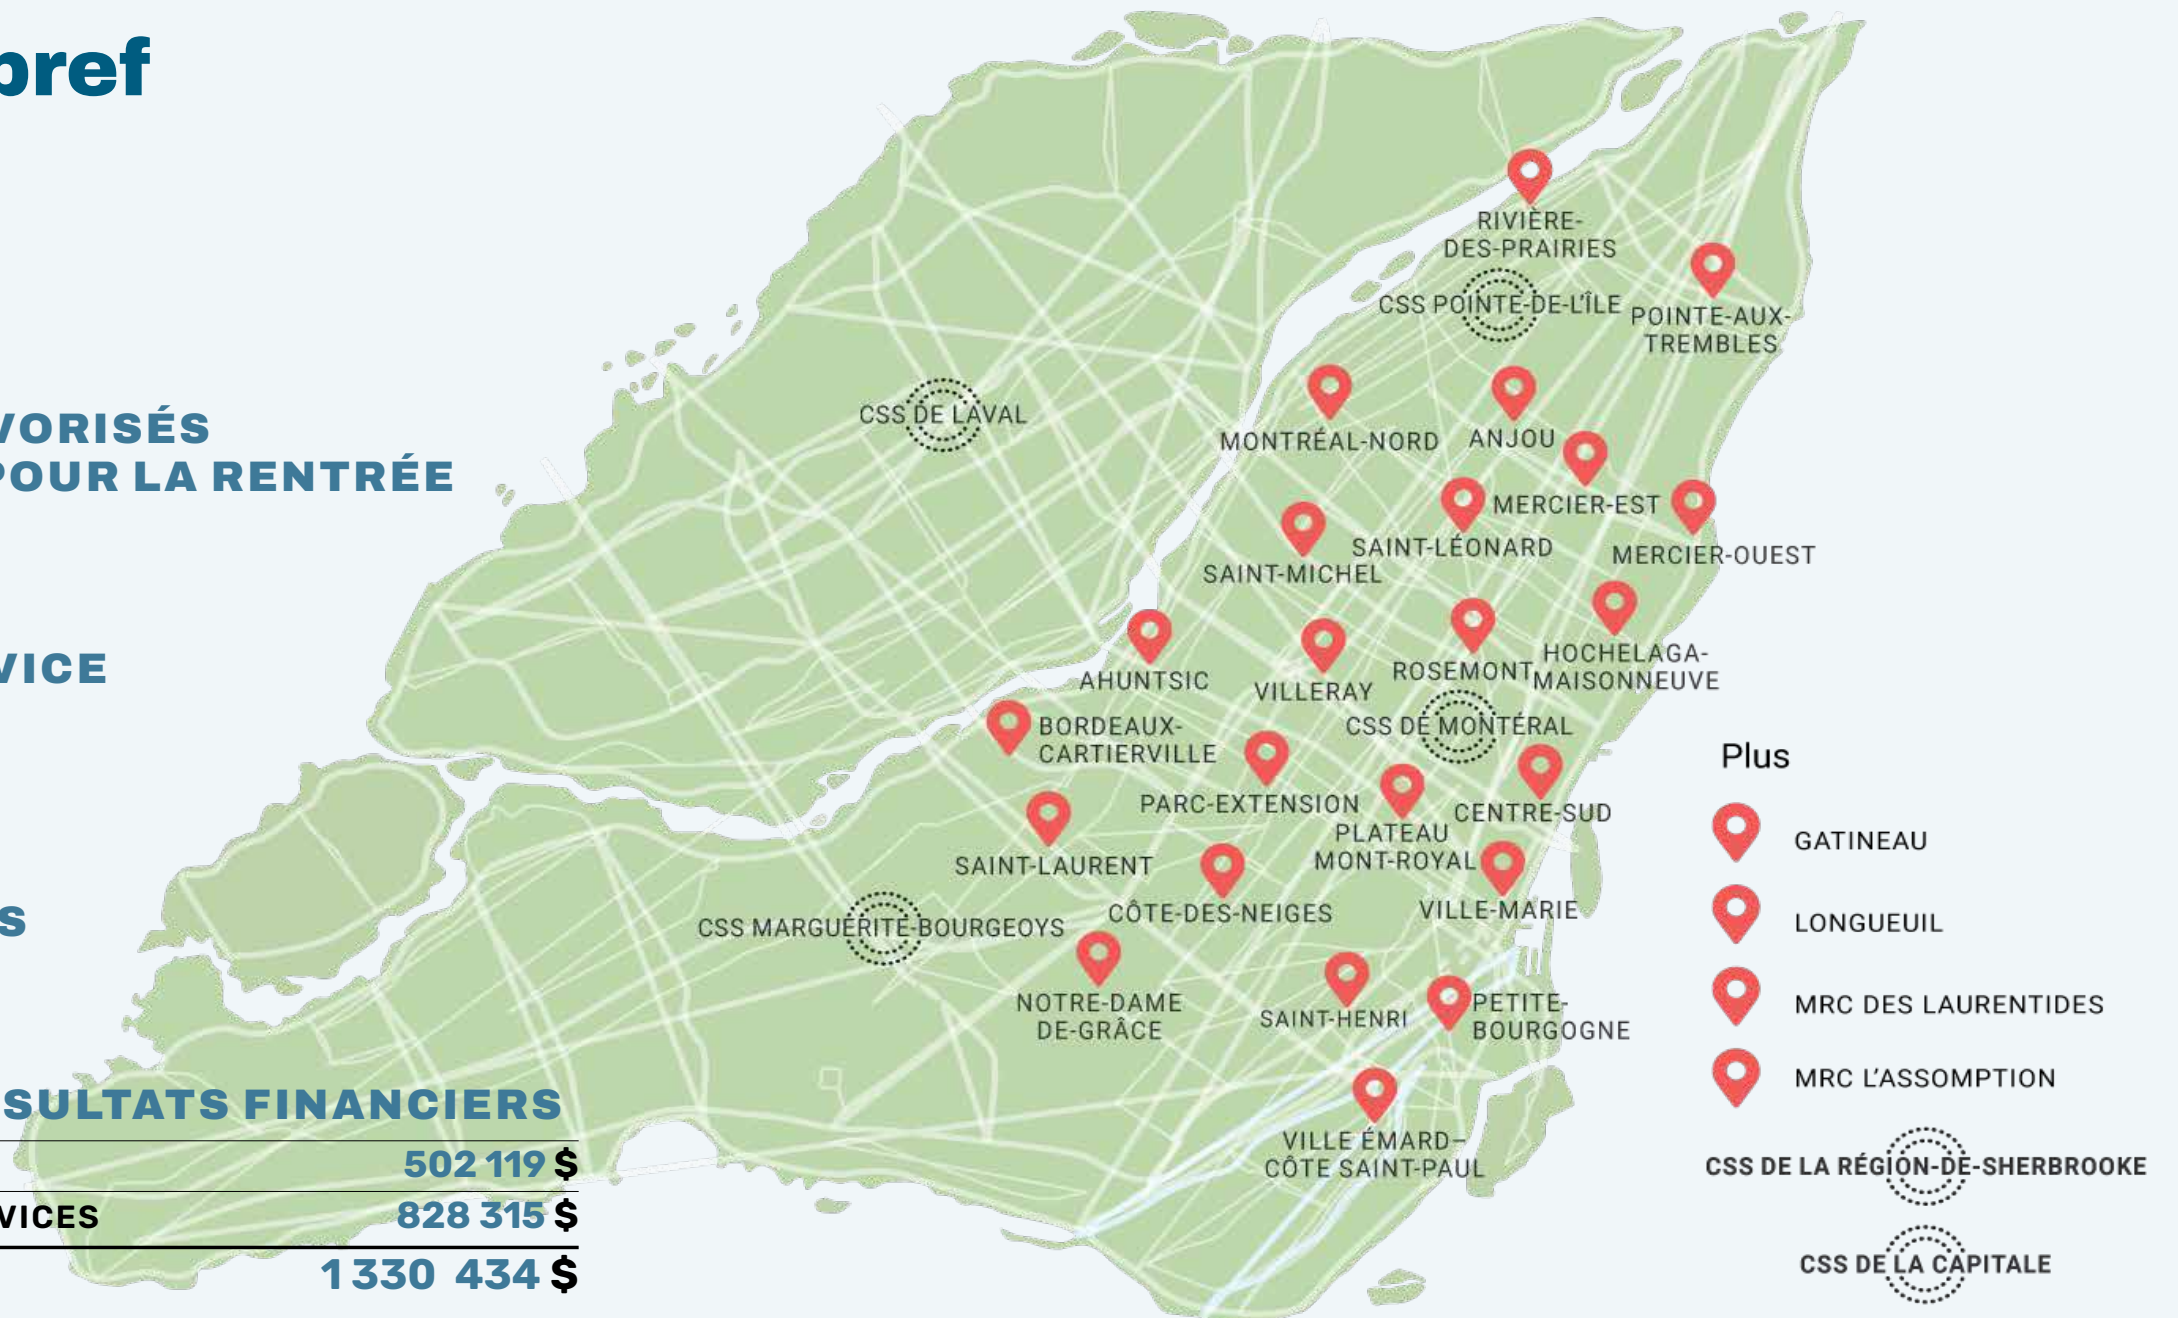 bref
VORISÉS
POUR LA RENTRÉE
VICE
S
SULTATS FINANCIERS
502 119 $
VICES 828 315 $
1 330 434 $
RIVIÈRE-
DES-PRAIRIES
CSS POINTE-DE-L'ÎLE
POINTE-AUX-
TREMBLES
CSS DE LAVAL
MONTRÉAL-NORD
ANJOU
MERCIER-EST
SAINT-LÉONARD
MERCIER-OUEST
SAINT-MICHEL
AHUNTSIC
VILLERAY
ROSEMONT
HOCHELAGA-
MAISONNEUVE
BORDEAUX-
CARTIERVILLE
CSS DE MONTÉRAL
PARC-EXTENSION
PLATEAU
MONT-ROYAL
CENTRE-SUD
SAINT-LAURENT
CÔTE-DES-NEIGES
VILLE-MARIE
CSS MARGUERITE-BOURGEOYS
NOTRE-DAME
DE-GRÂCE
SAINT-HENRI
PETITE-
BOURGOGNE
VILLE ÉMARD–
CÔTE SAINT-PAUL
Plus
GATINEAU
LONGUEUIL
MRC DES LAURENTIDES
MRC L'ASSOMPTION
CSS DE LA RÉGION-DE-SHERBROOKE
CSS DE LA CAPITALE